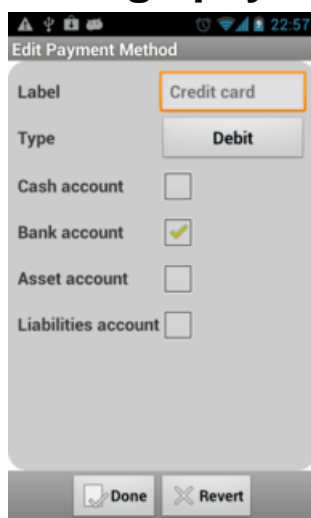 22:57
Edit Payment Method
Label Credit card
Type Debit
Cash account
Bank account
Asset account
Liabilities account
Done Revert